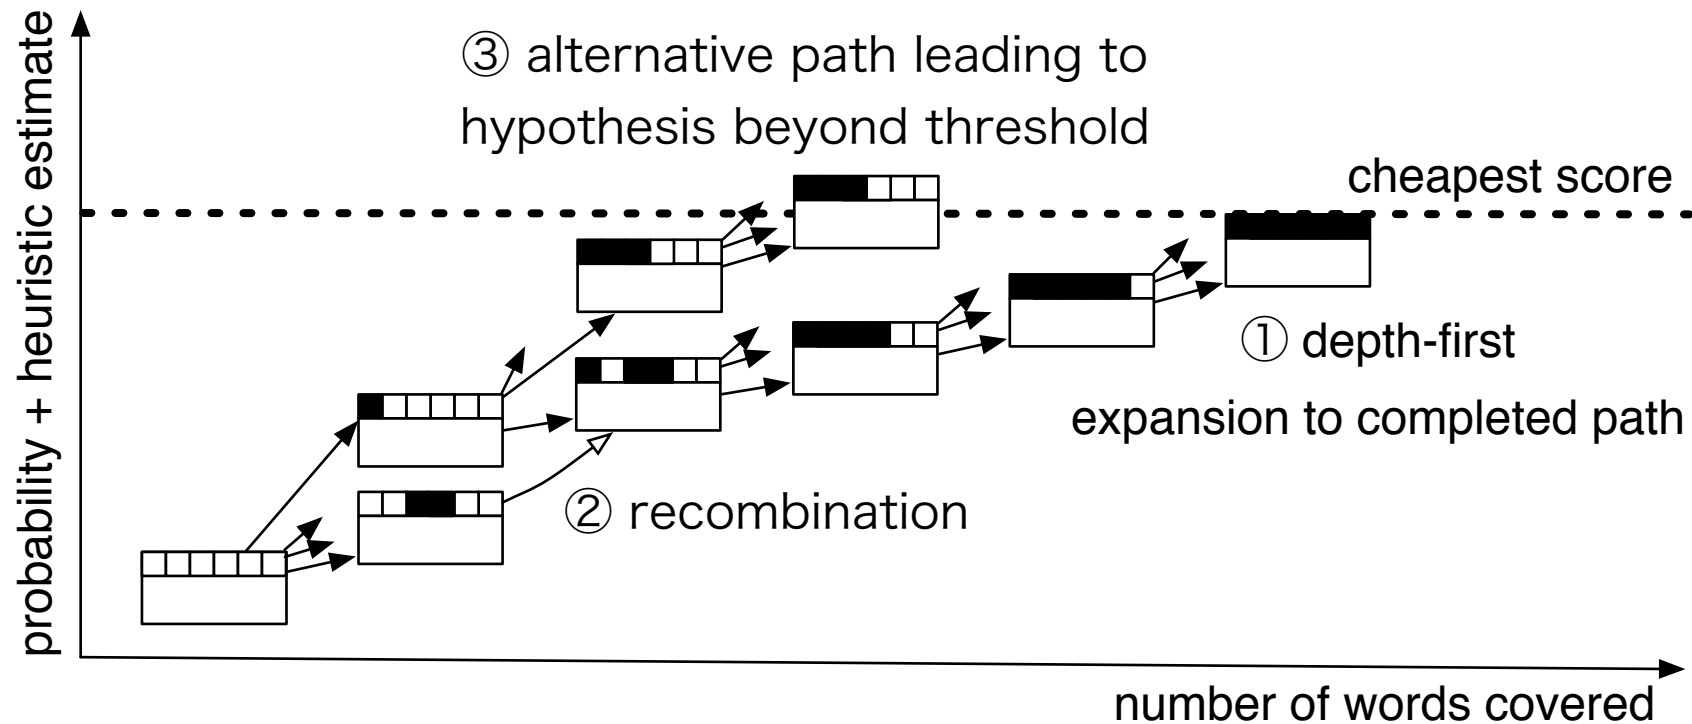 probability + heuristic estimate
③ alternative path leading to
hypothesis beyond threshold
cheapest score
① depth-first
expansion to completed path
② recombination
number of words covered